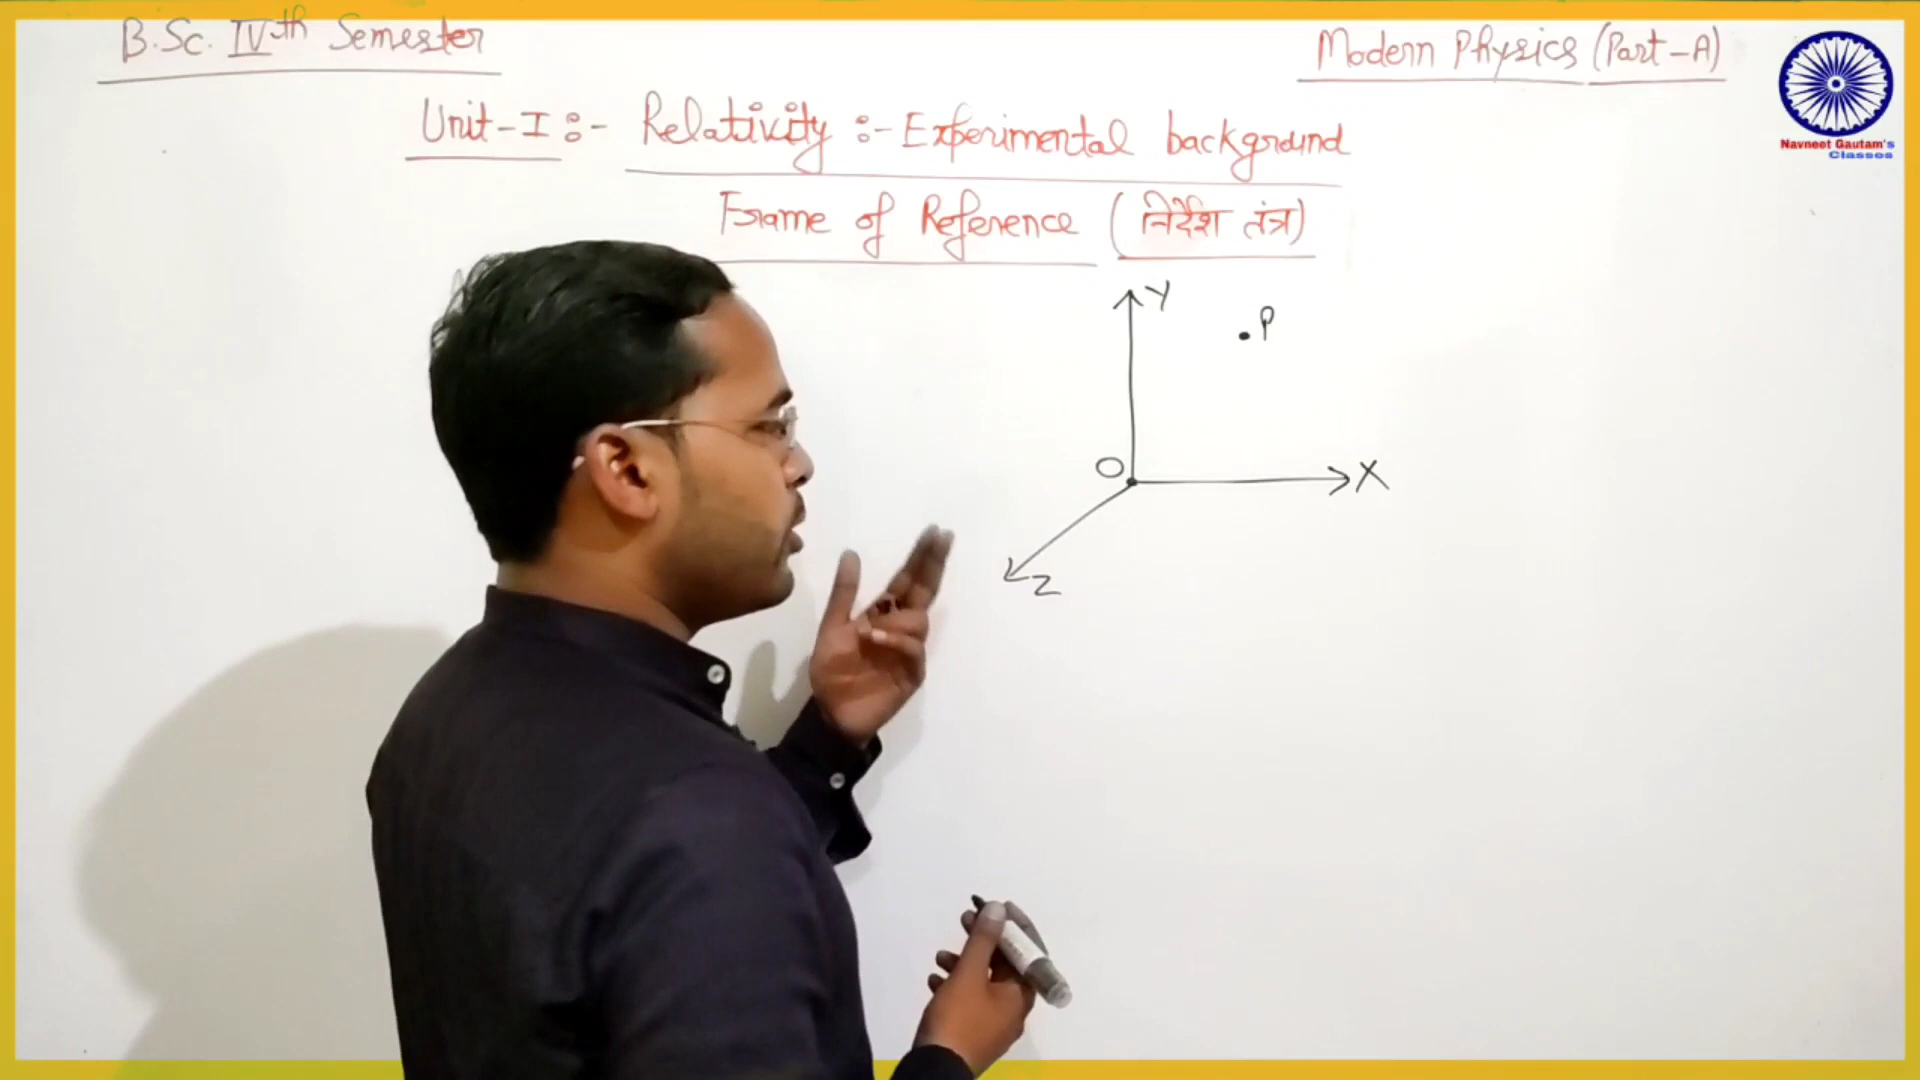 B.Sc. IVth Semester
Modern Physics (Part-A)
Navneet Gautam's
Classes
Unit-I :- Relativity :- Experimental background
Frame of Reference (निर्देश तंत्र)
Y
.P
O
X
Z